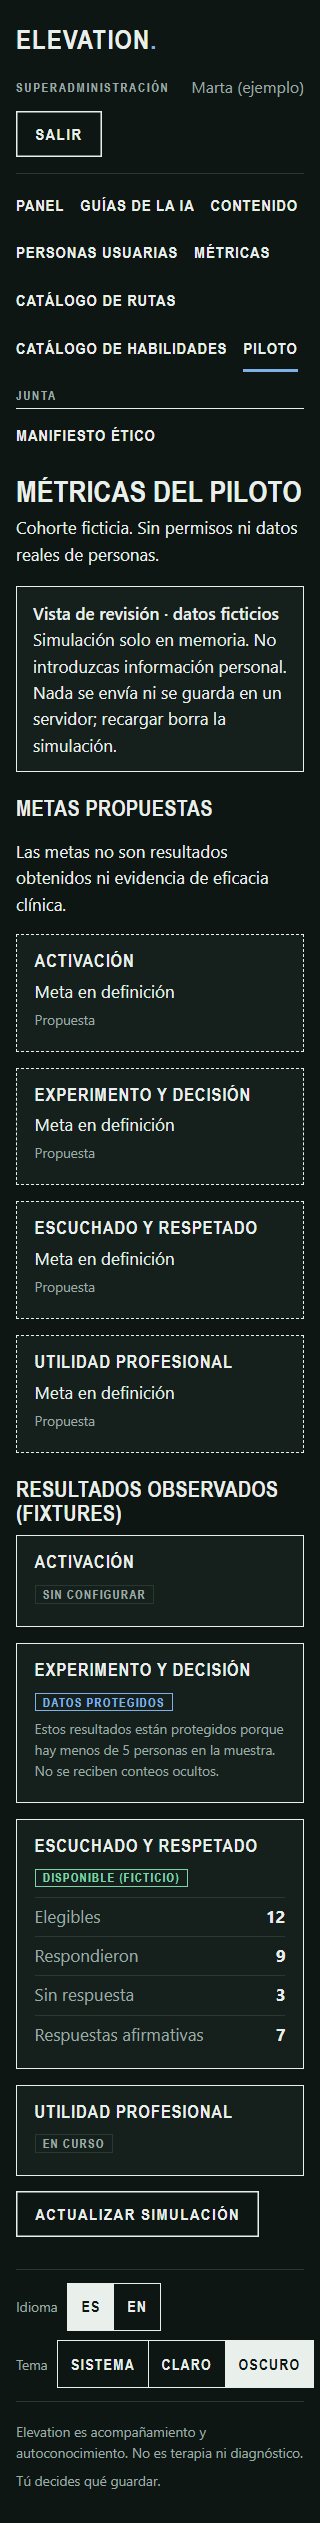 ELEVATION.
SUPERADMINISTRACIÓN Marta (ejemplo)
SALIR
PANEL GUÍAS DE LA IA CONTENIDO
PERSONAS USUARIAS MÉTRICAS
CATÁLOGO DE RUTAS
CATÁLOGO DE HABILIDADES PILOTO
JUNTA
MANIFIESTO ÉTICO
MÉTRICAS DEL PILOTO
Cohorte ficticia. Sin permisos ni datos
reales de personas.
Vista de revisión · datos ficticios
Simulación solo en memoria. No
introduzcas información personal.
Nada se envía ni se guarda en un
servidor; recargar borra la
simulación.
METAS PROPUESTAS
Las metas no son resultados
obtenidos ni evidencia de eficacia
clínica.
ACTIVACIÓN
Meta en definición
Propuesta
EXPERIMENTO Y DECISIÓN
Meta en definición
Propuesta
ESCUCHADO Y RESPETADO
Meta en definición
Propuesta
UTILIDAD PROFESIONAL
Meta en definición
Propuesta
RESULTADOS OBSERVADOS
(FIXTURES)
ACTIVACIÓN
SIN CONFIGURAR
EXPERIMENTO Y DECISIÓN
DATOS PROTEGIDOS
Estos resultados están protegidos porque
hay menos de 5 personas en la muestra.
No se reciben conteos ocultos.
ESCUCHADO Y RESPETADO
DISPONIBLE (FICTICIO)
Elegibles 12
Respondieron 9
Sin respuesta 3
Respuestas afirmativas 7
UTILIDAD PROFESIONAL
EN CURSO
ACTUALIZAR SIMULACIÓN
Idioma ES EN
Tema SISTEMA CLARO OSCURO
Elevation es acompañamiento y
autoconocimiento. No es terapia ni diagnóstico.
Tú decides qué guardar.